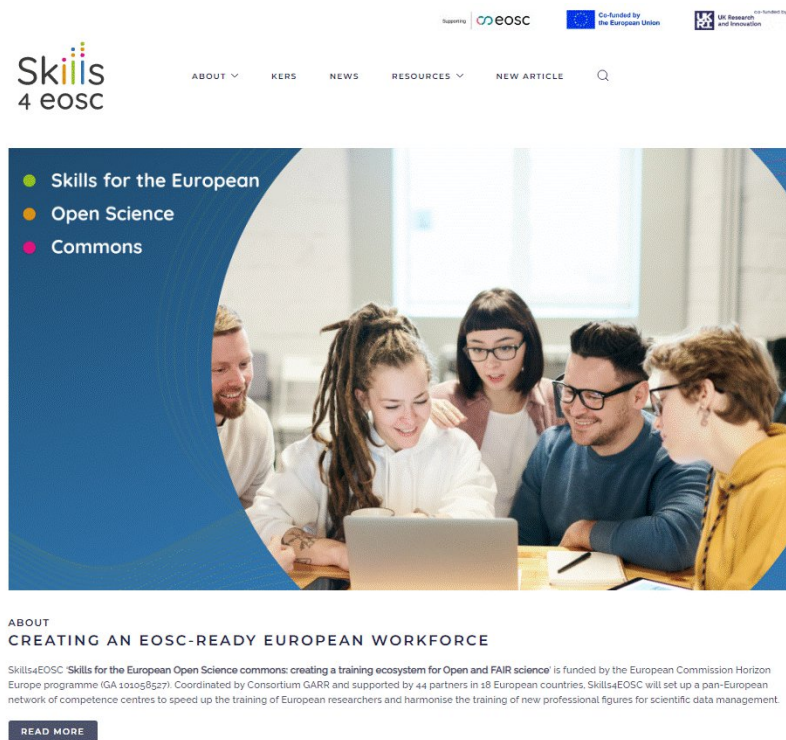 Supporting eosc
Co-funded by
the European Union
co-funded by
UK Research
and Innovation
Skills
4 eosc
ABOUT KERS NEWS RESOURCES NEW ARTICLE
Skills for the European
Open Science
Commons
ABOUT
CREATING AN EOSC-READY EUROPEAN WORKFORCE
Skills4EOSC 'Skills for the European Open Science commons: creating a training ecosystem for Open and FAIR science' is funded by the European Commission Horizon
Europe programme (GA 101058527). Coordinated by Consortium GARR and supported by 44 partners in 18 European countries, Skills4EOSC will set up a pan-European
network of competence centres to speed up the training of European researchers and harmonise the training of new professional figures for scientific data management.
READ MORE